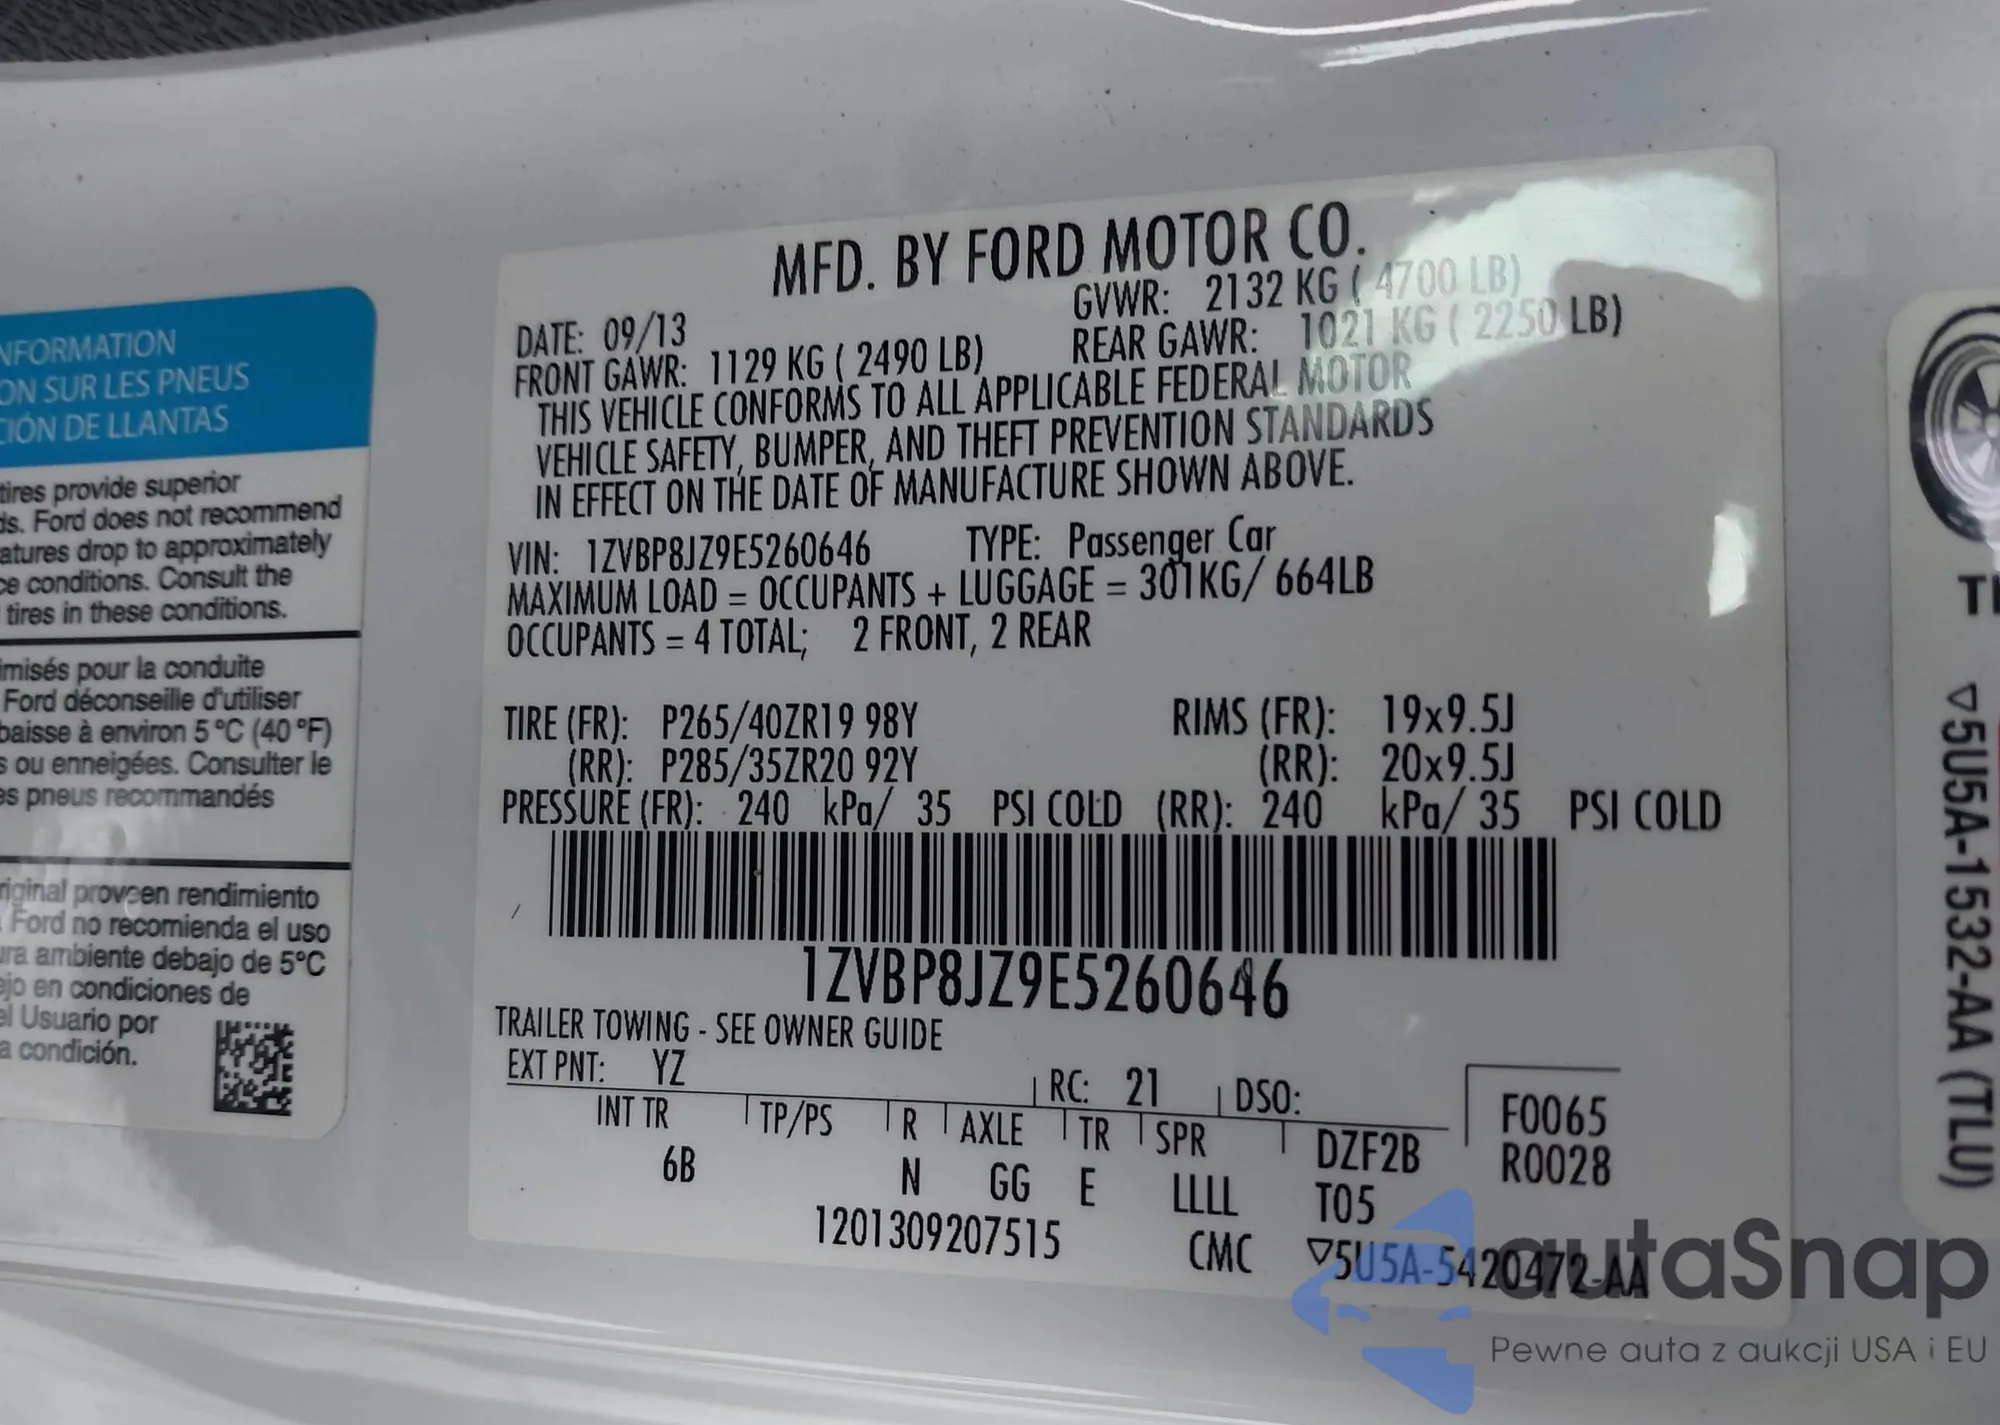 NFORMATION
ON SUR LES PNEUS
CIÓN DE LLANTAS
tires provide superior
ds. Ford does not recommend
atures drop to approximately
ce conditions. Consult the
tires in these conditions.
imisés pour la conduite
Ford déconseille d'utiliser
baisse à environ 5 °C (40 °F)
s ou enneigées. Consulter le
es pneus recommandés
riginal proveen rendimiento
Ford no recomienda el uso
ura ambiente debajo de 5°C
ejo en condiciones de
el Usuario por
a condición.
MFD. BY FORD MOTOR CO.
DATE: 09/13 GVWR: 2132 KG ( 4700 LB)
FRONT GAWR: 1129 KG ( 2490 LB) REAR GAWR: 1021 KG ( 2250 LB)
THIS VEHICLE CONFORMS TO ALL APPLICABLE FEDERAL MOTOR
VEHICLE SAFETY, BUMPER, AND THEFT PREVENTION STANDARDS
IN EFFECT ON THE DATE OF MANUFACTURE SHOWN ABOVE.
VIN: 1ZVBP8JZ9E5260646 TYPE: Passenger Car
MAXIMUM LOAD = OCCUPANTS + LUGGAGE = 301KG/ 664LB
OCCUPANTS = 4 TOTAL; 2 FRONT, 2 REAR
TIRE (FR): P265/40ZR19 98Y RIMS (FR): 19x9.5J
(RR): P285/35ZR20 92Y (RR): 20x9.5J
PRESSURE (FR): 240 kPa/ 35 PSI COLD (RR): 240 kPa/ 35 PSI COLD
1ZVBP8JZ9E5260646
TRAILER TOWING - SEE OWNER GUIDE
EXT PNT: YZ RC: 21 DSO:
INT TR TP/PS R AXLE TR SPR DZF2B F0065
6B N GG E LLLL T05 R0028
1201309207515 CMC ▽5U5A-5420472-AA
▽5U5A-1532-AA (TLU)
autaSnap
Pewne auta z aukcji USA i EU